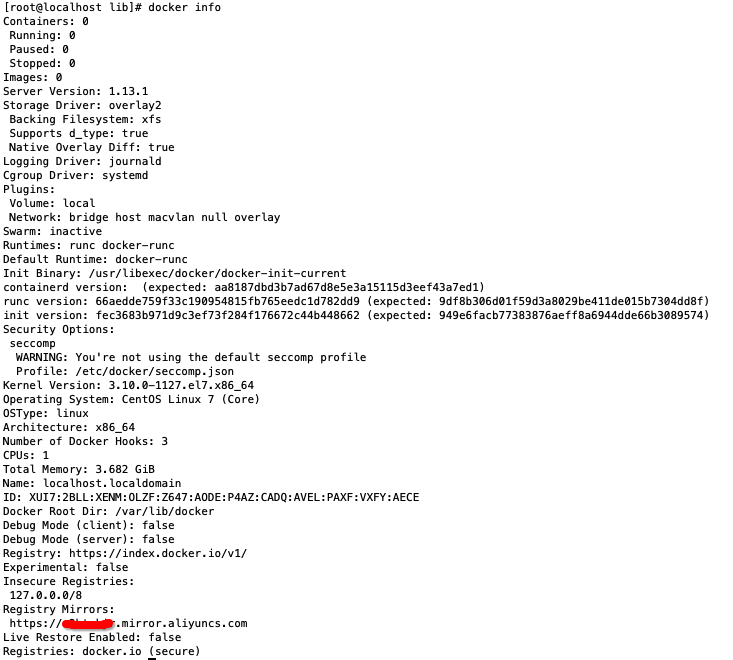 [root@localhost lib]# docker info
Containers: 0
 Running: 0
 Paused: 0
 Stopped: 0
Images: 0
Server Version: 1.13.1
Storage Driver: overlay2
 Backing Filesystem: xfs
 Supports d_type: true
 Native Overlay Diff: true
Logging Driver: journald
Cgroup Driver: systemd
Plugins:
 Volume: local
 Network: bridge host macvlan null overlay
Swarm: inactive
Runtimes: runc docker-runc
Default Runtime: docker-runc
Init Binary: /usr/libexec/docker/docker-init-current
containerd version:  (expected: aa8187dbd3b7ad67d8e5e3a15115d3eef43a7ed1)
runc version: 66aedde759f33c190954815fb765eedc1d782dd9 (expected: 9df8b306d01f59d3a8029be411de015b7304dd8f)
init version: fec3683b971d9c3ef73f284f176672c44b448662 (expected: 949e6facb77383876aeff8a6944dde66b3089574)
Security Options:
 seccomp
  WARNING: You're not using the default seccomp profile
  Profile: /etc/docker/seccomp.json
Kernel Version: 3.10.0-1127.el7.x86_64
Operating System: CentOS Linux 7 (Core)
OSType: linux
Architecture: x86_64
Number of Docker Hooks: 3
CPUs: 1
Total Memory: 3.682 GiB
Name: localhost.localdomain
ID: XUI7:2BLL:XENM:OLZF:Z647:AODE:P4AZ:CADQ:AVEL:PAXF:VXFY:AECE
Docker Root Dir: /var/lib/docker
Debug Mode (client): false
Debug Mode (server): false
Registry: https://index.docker.io/v1/
Experimental: false
Insecure Registries:
 127.0.0.0/8
Registry Mirrors:
 https://.mirror.aliyuncs.com
Live Restore Enabled: false
Registries: docker.io (secure)